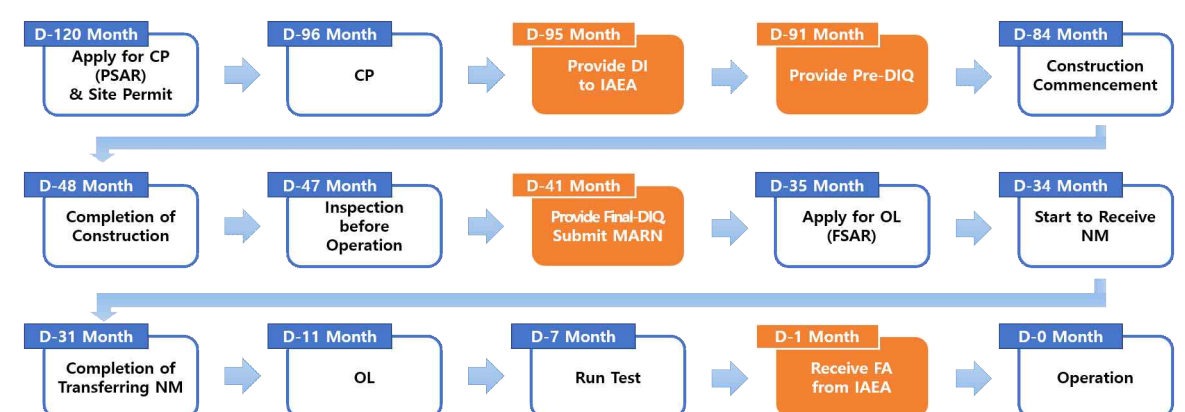 D-120 Month
Apply for CP
(PSAR)
& Site Permit
D-96 Month
CP
D-95 Month
Provide DI
to IAEA
D-91 Month
Provide Pre-DIQ
D-84 Month
Construction
Commencement
D-48 Month
Completion of
Construction
D-47 Month
Inspection
before
Operation
D-41 Month
Provide Final-DIQ,
Submit MARN
D-35 Month
Apply for OL
(FSAR)
D-34 Month
Start to Receive
NM
D-31 Month
Completion of
Transferring NM
D-11 Month
OL
D-7 Month
Run Test
D-1 Month
Receive FA
from IAEA
D-0 Month
Operation